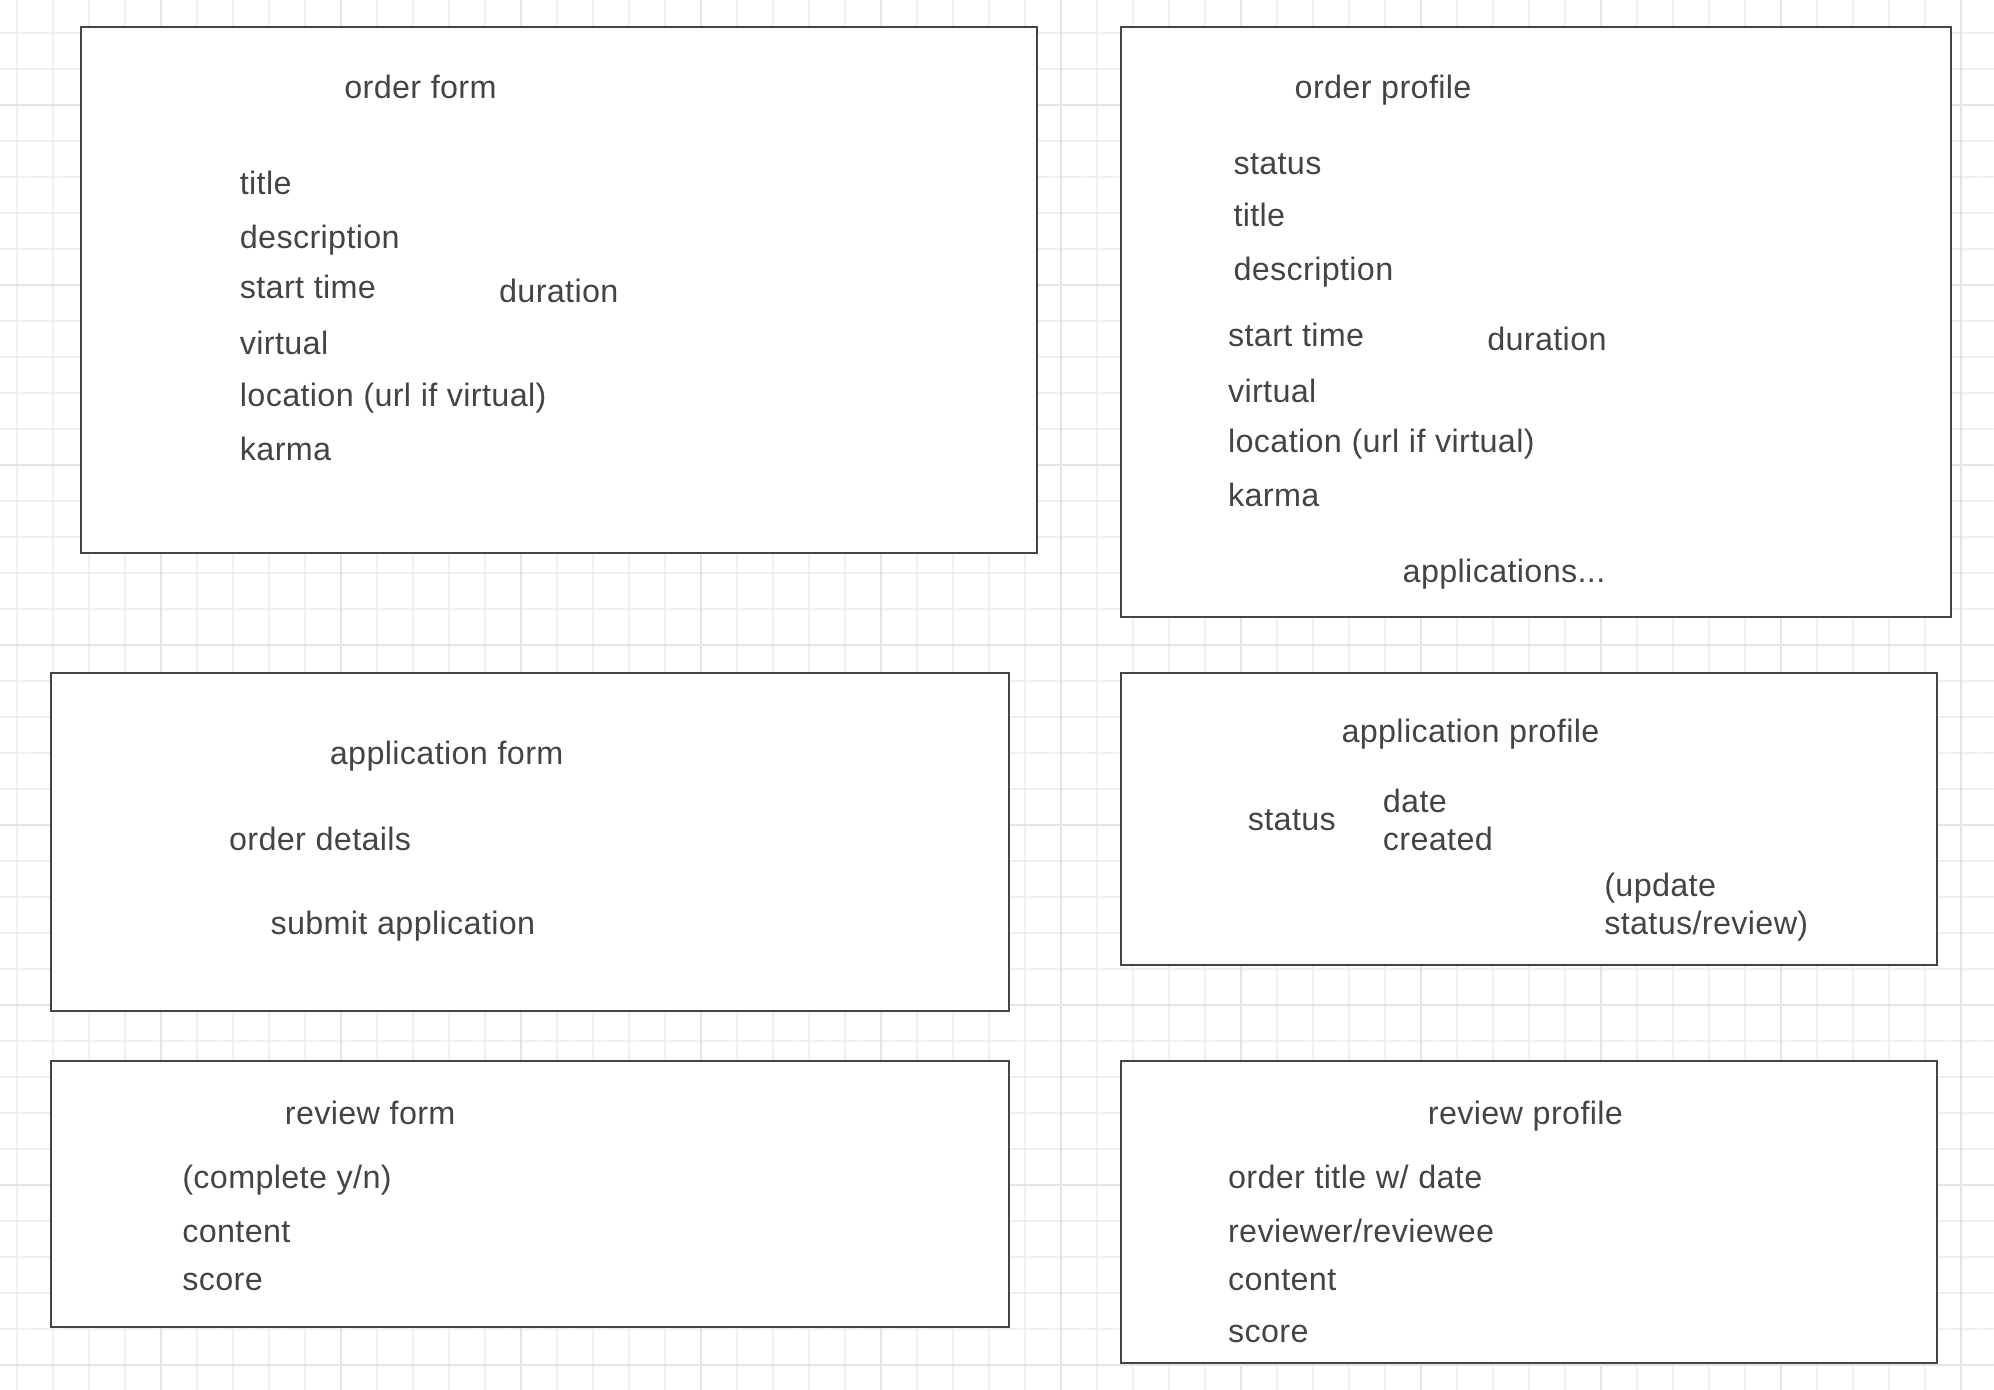 order form
title
description
start time
duration
virtual
location (url if virtual)
karma
order profile
status
title
description
start time
duration
virtual
location (url if virtual)
karma
applications...
application form
order details
submit application
application profile
status
date
created
(update
status/review)
review form
(complete y/n)
content
score
review profile
order title w/ date
reviewer/reviewee
content
score